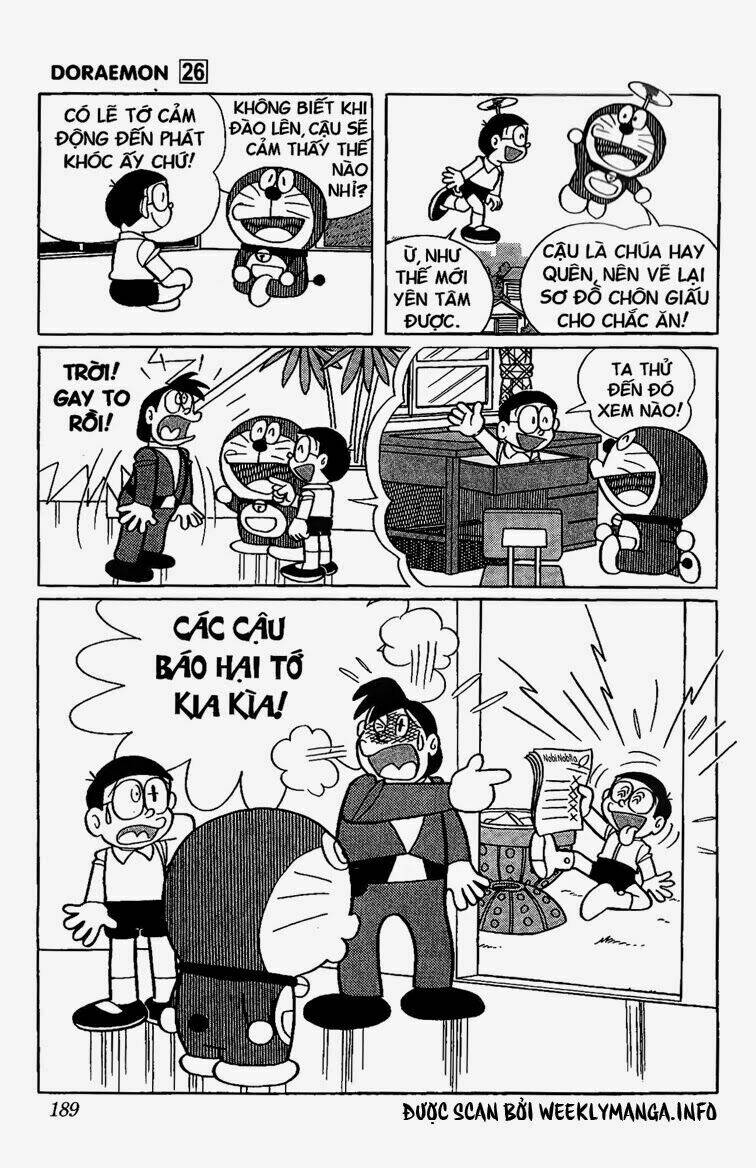 DORAEMON 26
CẬU LÀ CHÚA HAY
QUÊN, NÊN VẼ LẠI
SƠ ĐỒ CHÔN GIẤU
CHO CHẮC ĂN!
Ừ, NHƯ
THẾ MỚI
YÊN TÂM
ĐƯỢC.
KHÔNG BIẾT KHI
ĐÀO LÊN, CẬU SẼ
CẢM THẤY THẾ
NÀO
NHỈ?
CÓ LẼ TỚ CẢM
ĐỘNG ĐẾN PHÁT
KHÓC ẤY CHỨ!
TA THỬ
ĐẾN ĐÓ
XEM NÀO!
TRỜI!
GAY TO
RỒI!
CÁC CẬU
BÁO HẠI TỚ
KIA KÌA!
Nobi Nobita
189
ĐƯỢC SCAN BỞI WEEKLYMANGA.INFO